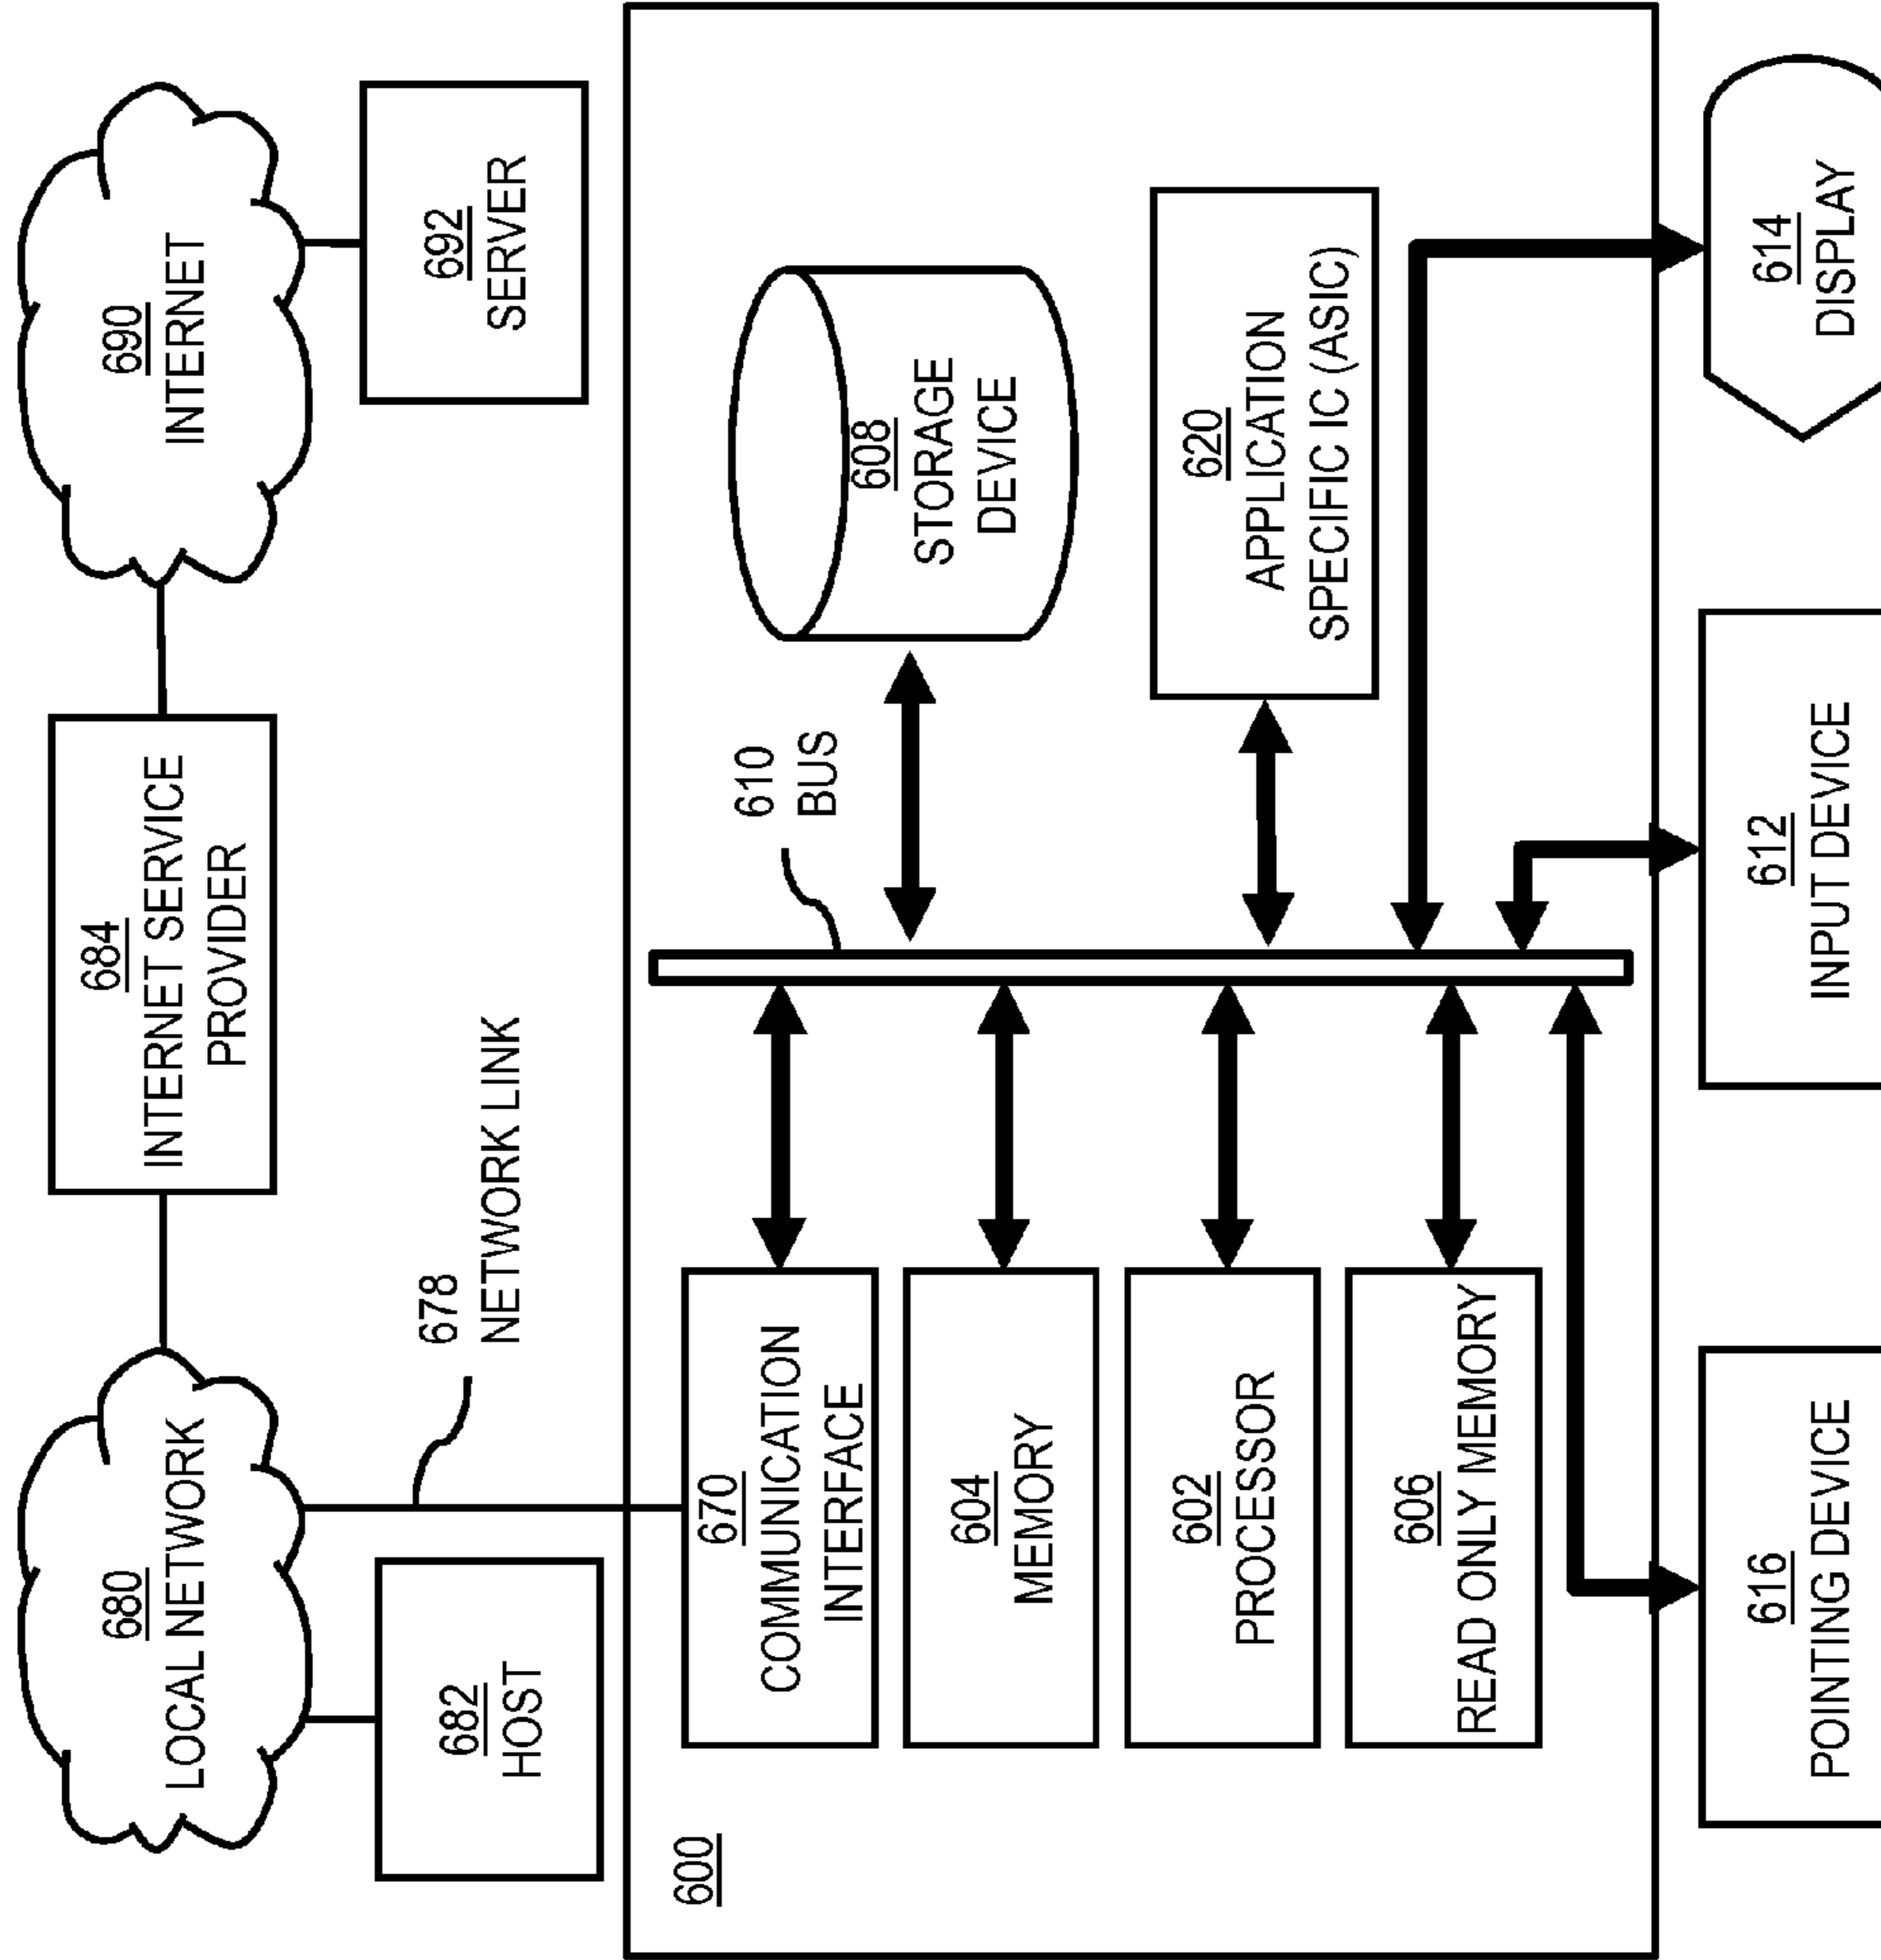 680
LOCAL NETWORK
684
INTERNET SERVICE
PROVIDER
690
INTERNET
682
HOST
678
NETWORK LINK
692
SERVER
600
670
COMMUNICATION
INTERFACE
610
BUS
608
STORAGE
DEVICE
604
MEMORY
602
PROCESSOR
620
APPLICATION
SPECIFIC IC (ASIC)
606
READ ONLY MEMORY
616
POINTING DEVICE
612
INPUT DEVICE
614
DISPLAY